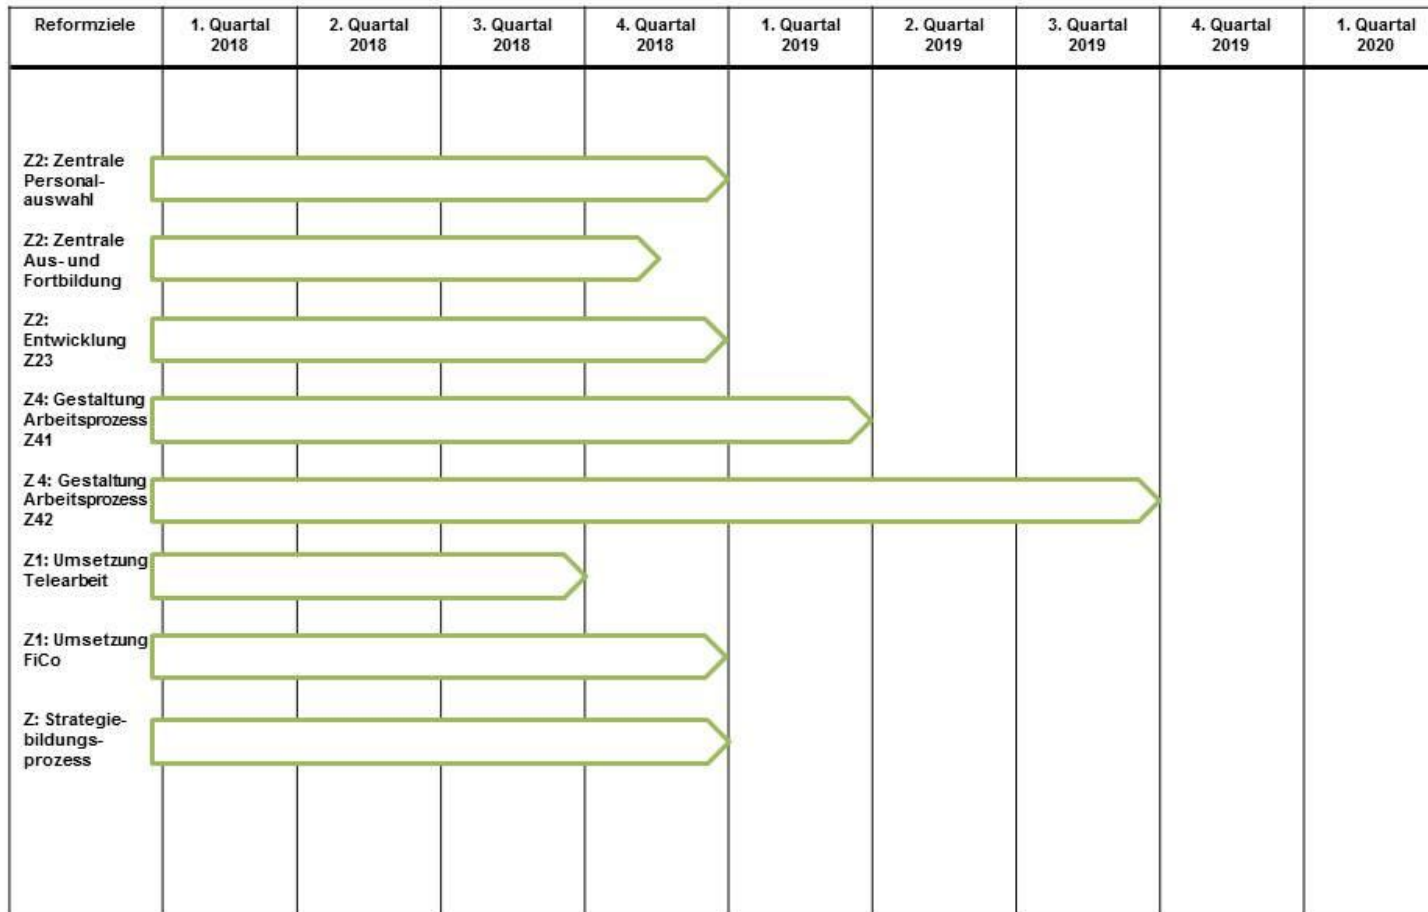 Reformziele
1. Quartal
2018
2. Quartal
2018
3. Quartal
2018
4. Quartal
2018
1. Quartal
2019
2. Quartal
2019
3. Quartal
2019
4. Quartal
2019
1. Quartal
2020
Z2: Zentrale
Personal-
auswahl
Z2: Zentrale
Aus- und
Fortbildung
Z2:
Entwicklung
Z23
Z4: Gestaltung
Arbeitsprozess
Z41
Z 4: Gestaltung
Arbeitsprozess
Z42
Z1: Umsetzung
Telearbeit
Z1: Umsetzung
FiCo
Z: Strategie-
bildungs-
prozess